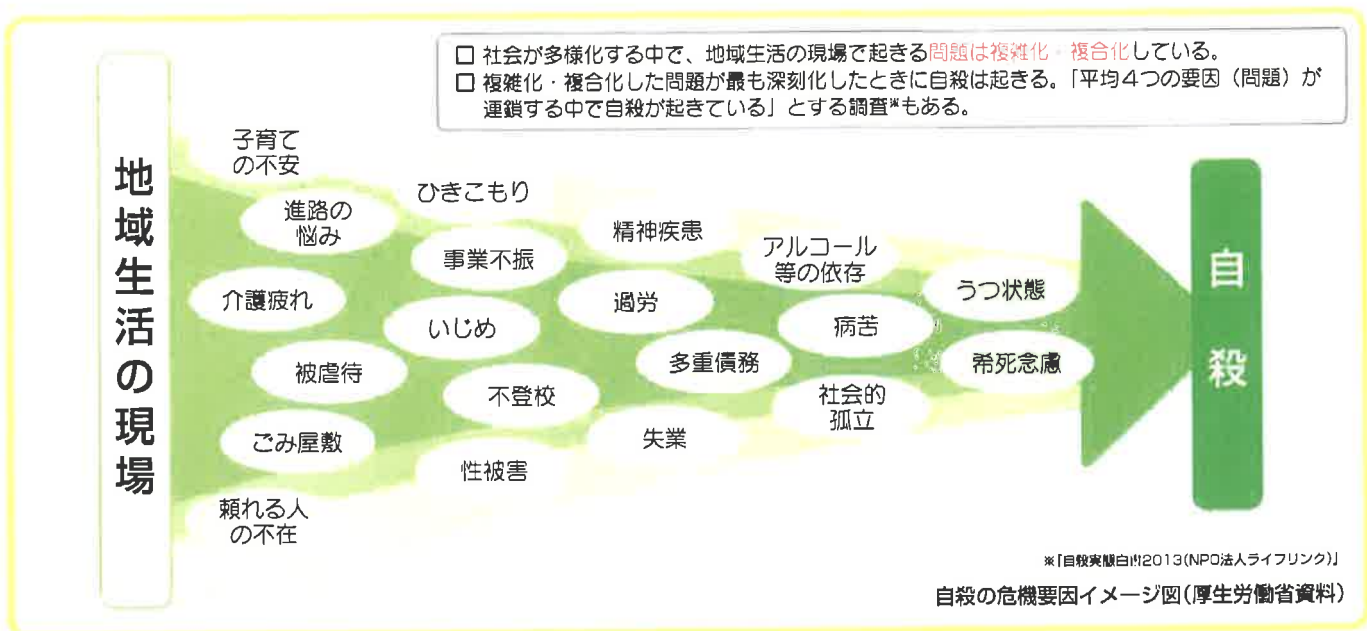 □ 社会が多様化する中で、地域生活の現場で起きる問題は複雑化・複合化している。
□ 複雑化・複合化した問題が最も深刻化したときに自殺は起きる。「平均4つの要因（問題）が
連鎖する中で自殺が起きている」とする調査※もある。
地域生活の現場
子育て
の不安
進路の
悩み
介護疲れ
被虐待
ごみ屋敷
頼れる人
の不在
ひきこもり
事業不振
いじめ
不登校
性被害
精神疾患
過労
多重債務
失業
アルコール
等の依存
病苦
社会的
孤立
うつ状態
希死念慮
自殺
※「自殺実態白書2013(NPO法人ライフリンク)」
自殺の危機要因イメージ図(厚生労働省資料)